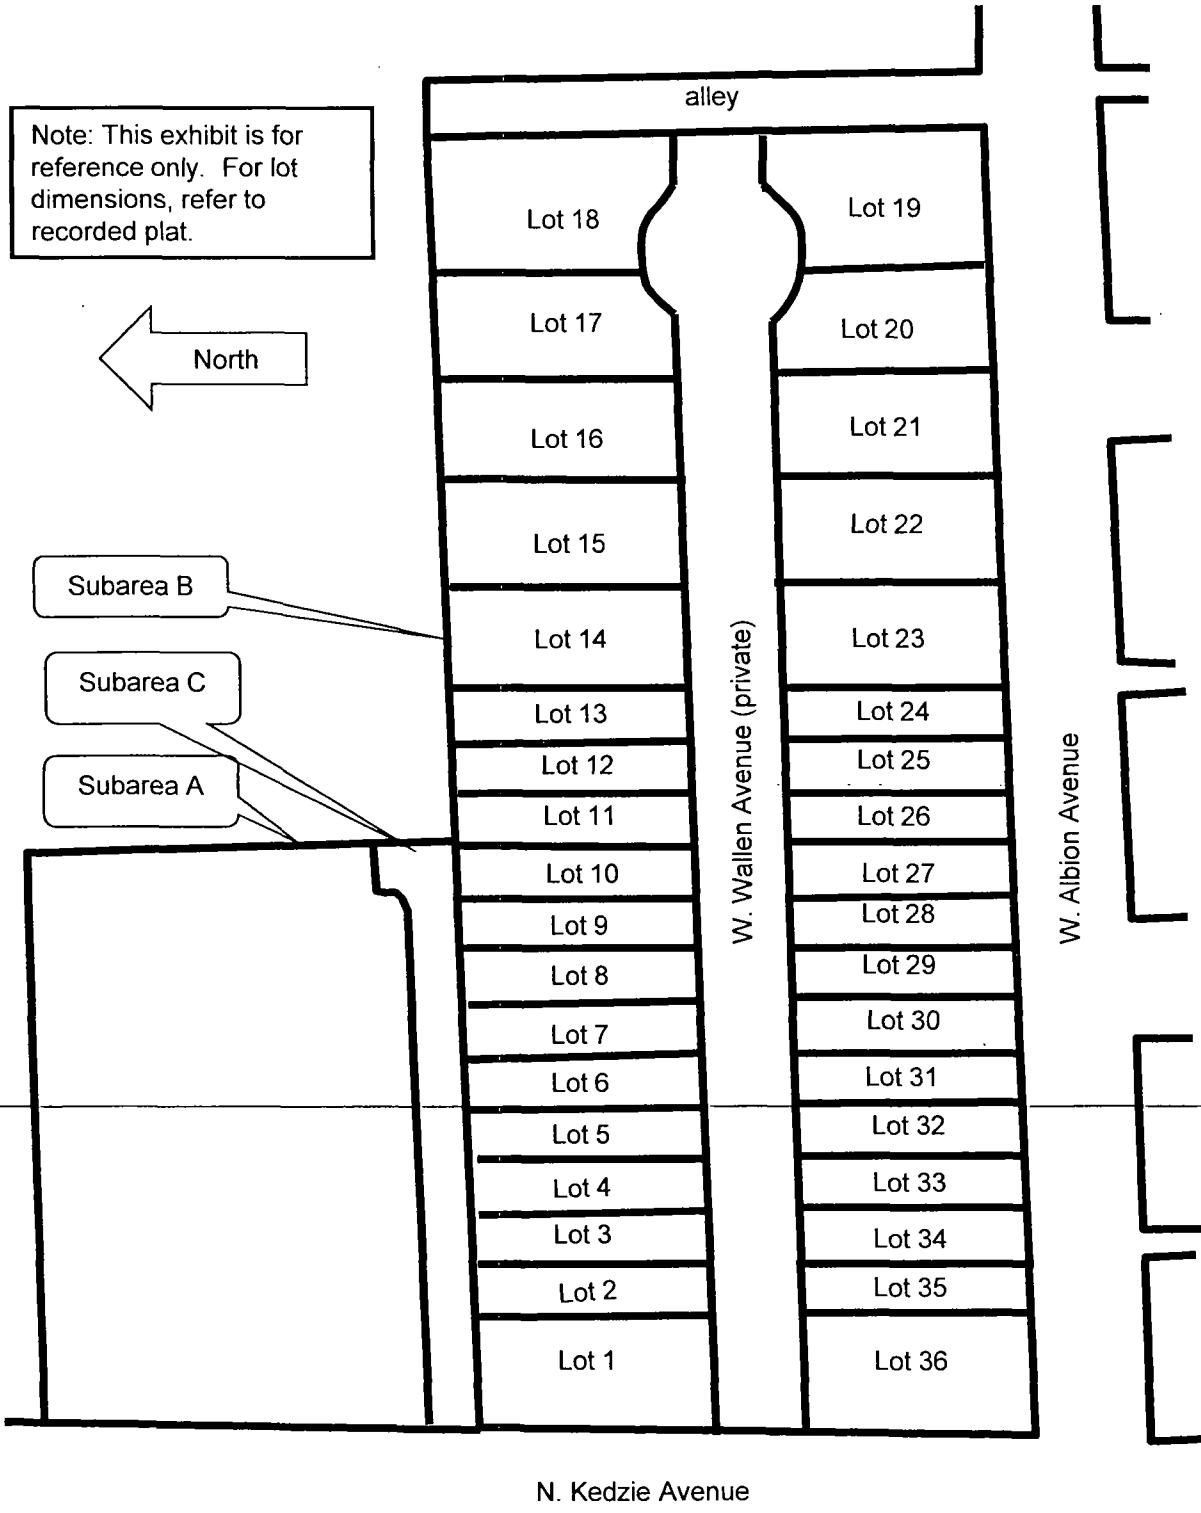 alley
Note: This exhibit is for
reference only. For lot
dimensions, refer to
recorded plat.
North
Lot 18
Lot 19
Lot 17
Lot 20
Lot 16
Lot 21
Lot 15
Lot 22
Subarea B
Lot 14
Lot 23
Subarea C
Lot 13
Lot 24
Subarea A
Lot 12
Lot 25
Lot 11
Lot 26
Lot 10
Lot 27
Lot 9
Lot 28
Lot 8
Lot 29
Lot 7
Lot 30
Lot 6
Lot 31
Lot 5
Lot 32
Lot 4
Lot 33
Lot 3
Lot 34
Lot 2
Lot 35
Lot 1
Lot 36
W. Wallen Avenue (private)
W. Albion Avenue
N. Kedzie Avenue